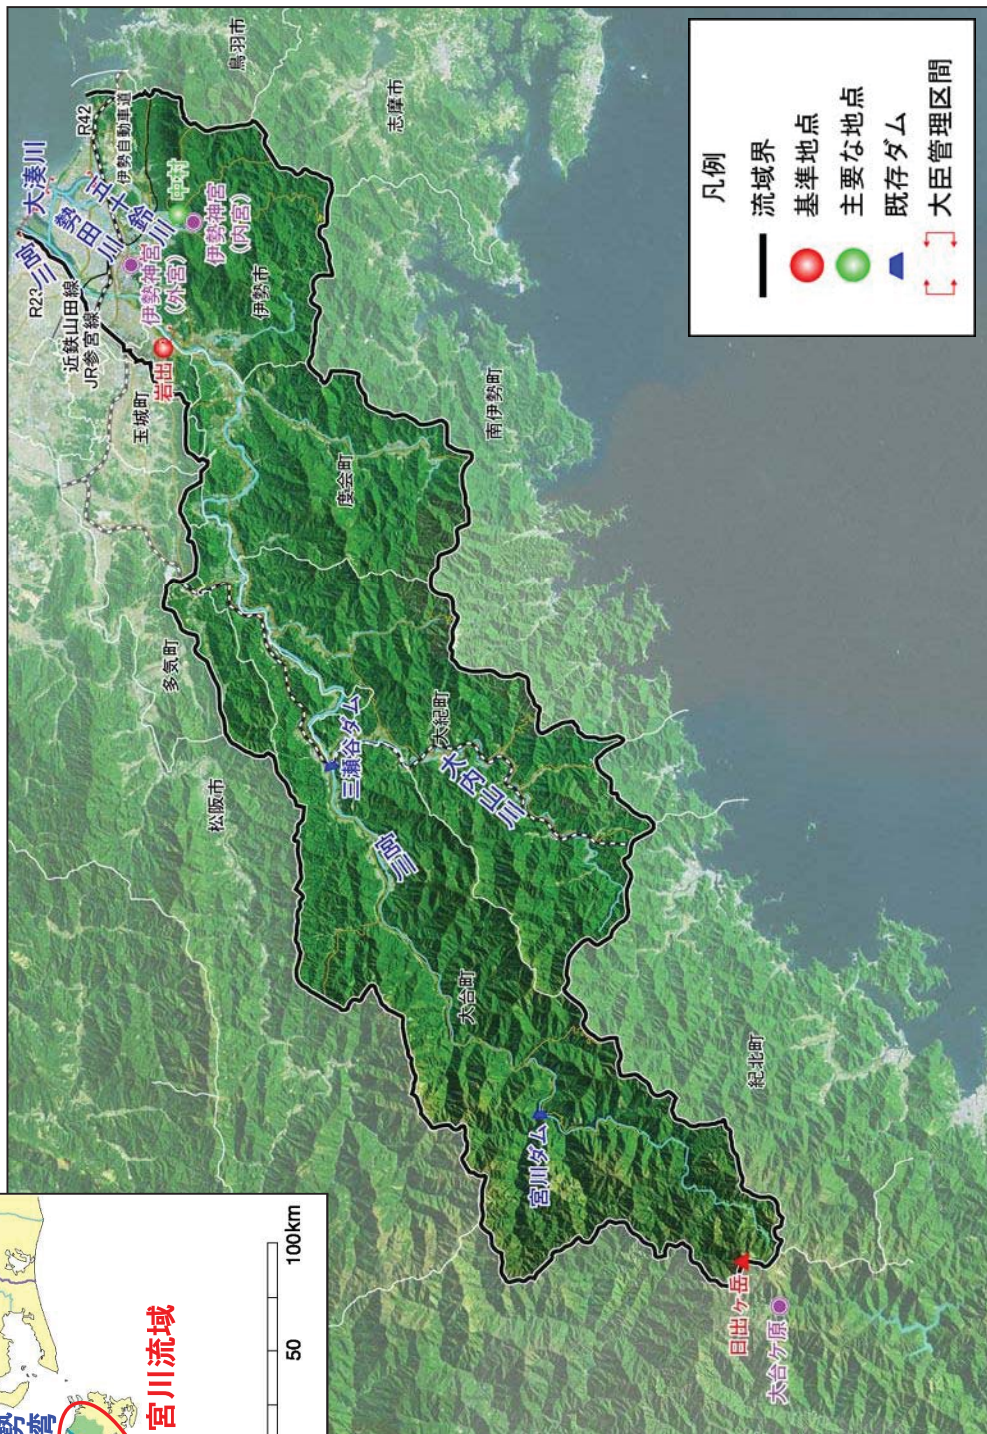 勢
湾
宮川流域
50
100km
大湊川
宮川
勢田川
五十鈴川
R42
伊勢自動車道
R23
近鉄山田線
JR参宮線
中村
伊勢神宮
(外宮)
伊勢神宮
(内宮)
鳥羽市
志摩市
伊勢市
岩出
玉城町
度会町
南伊勢町
多気町
松阪市
三瀬谷ダム
大紀町
大内山川
宮川
大台町
宮川ダム
紀北町
日出ヶ岳
大台ケ原
凡例
流域界
基準地点
主要な地点
既存ダム
大臣管理区間